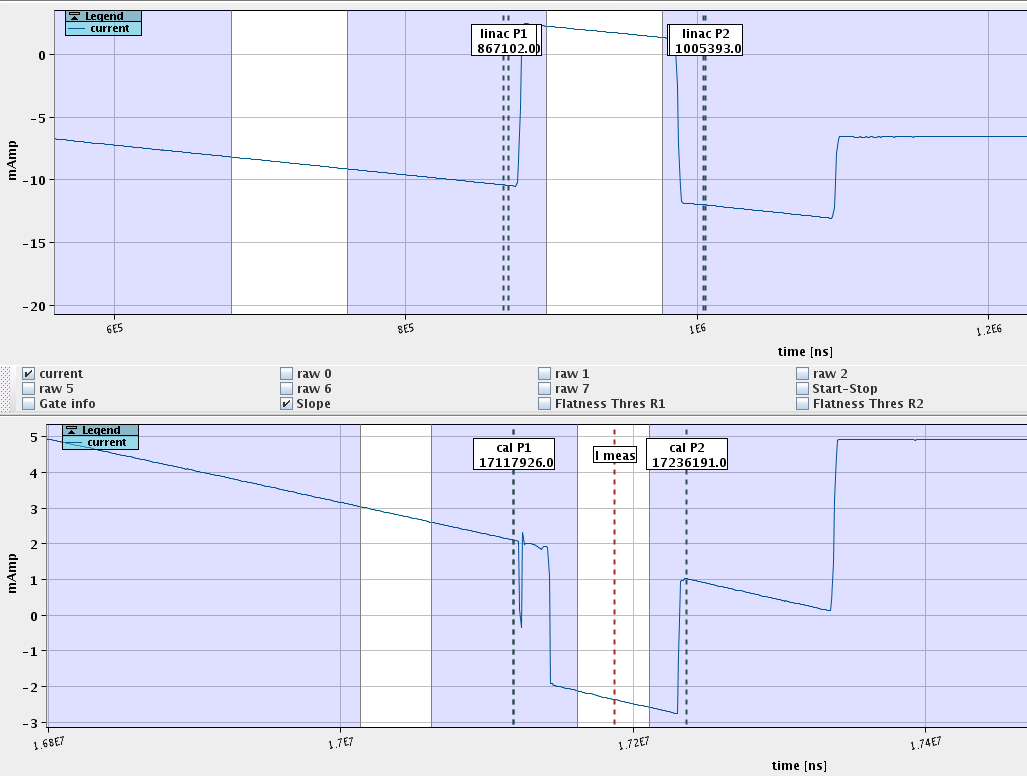 Legend
current
linac P1
867102.0)
linac P2
1005393.0
mAmp
0
-5
-10
-15
-20
6E5
8E5
1E6
1.2E6
time [ns]
current
raw 0
raw 1
raw 2
raw 5
raw 6
raw 7
Start-Stop
Gate info
Slope
Flatness Thres R1
Flatness Thres R2
Legend
current
cal P1
17117926.0
I meas
cal P2
17236191.0
mAmp
5
4
3
2
1
0
-1
-2
-3
1.68E7
1.7E7
1.72E7
1.74E7
time [ns]